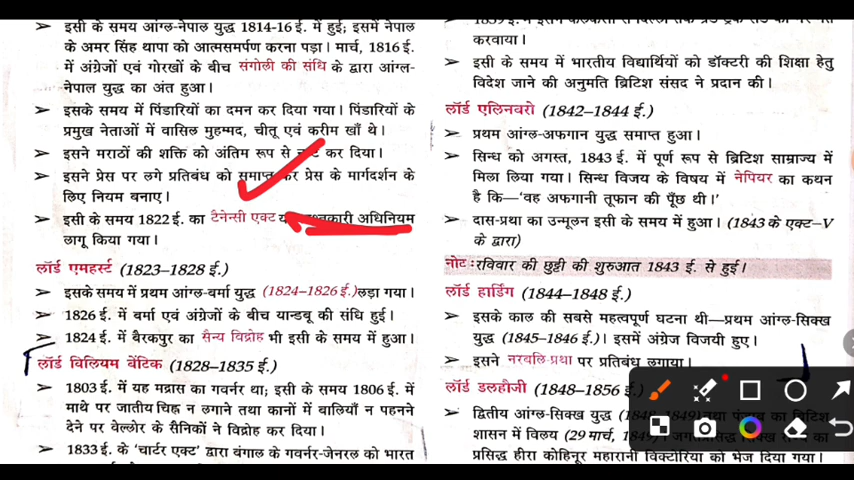 इसी के समय आंग्ल-नेपाल युद्ध 1814-16 ई. में हुई; इसमें नेपाल
के अमर सिंह थापा को आत्मसमर्पण करना पड़ा। मार्च, 1816 ई.
में अंग्रेजों एवं गोरखों के बीच संगोली की संधि के द्वारा आंग्ल-
नेपाल युद्ध का अंत हुआ।
➤ इसके समय में पिंडारियों का दमन कर दिया गया। पिंडारियों के
प्रमुख नेताओं में वासिल मुहम्मद, चीतू एवं करीम खाँ थे।
➤ इसने मराठों की शक्ति को अंतिम रूप से कर दिया।
➤ इसने प्रेस पर लगे प्रतिबंध को समाप्त कर प्रेस के मार्गदर्शन के
लिए नियम बनाए।
➤ इसी के समय 1822 ई. का टैनेन्सी एक्ट अधिनियम
लागू किया गया।
लॉर्ड एमहर्स्ट (1823–1828 ई.)
➤ इसके समय में प्रथम आंग्ल-बर्मा युद्ध (1824–1826 ई.) लड़ा गया।
➤ 1826 ई. में बर्मा एवं अंग्रेजों के बीच यान्डबू की संधि हुई।
➤ 1824 ई. में बैरकपुर का सैन्य विद्रोह भी इसी के समय में हुआ।
लॉर्ड विलियम बेंटिक (1828–1835 ई.)
➤ 1803 ई. में यह मद्रास का गवर्नर था; इसी के समय 1806 ई. में
माथे पर जातीय चिह्न न लगाने तथा कानों में बालियाँ न पहनने
देने पर वेल्लोर के सैनिकों ने विद्रोह कर दिया।
➤ 1833 ई. के 'चार्टर एक्ट' द्वारा बंगाल के गवर्नर-जेनरल को भारत
करवाया।
➤ इसी के समय में भारतीय विद्यार्थियों को डॉक्टरी की शिक्षा हेतु
विदेश जाने की अनुमति ब्रिटिश संसद ने प्रदान की।
लॉर्ड एलिनबरो (1842–1844 ई.)
➤ प्रथम आंग्ल-अफगान युद्ध समाप्त हुआ।
➤ सिन्ध को अगस्त, 1843 ई. में पूर्ण रूप से ब्रिटिश साम्राज्य में
मिला लिया गया। सिन्ध विजय के विषय में नेपियर का कथन
है कि–'वह अफगानी तूफान की पूँछ थी।'
➤ दास-प्रथा का उन्मूलन इसी के समय में हुआ। (1843 के एक्ट–V
के द्वारा)
नोट: रविवार की छुट्टी की शुरुआत 1843 ई. से हुई।
लॉर्ड हार्डिंग (1844–1848 ई.)
➤ इसके काल की सबसे महत्वपूर्ण घटना थी–प्रथम आंग्ल-सिक्ख
युद्ध (1845–1846 ई.)। इसमें अंग्रेज विजयी हुए।
➤ इसने नरबलि-प्रथा पर प्रतिबंध लगाया।
लॉर्ड डलहौजी (1848–1856 ई.)
➤ द्वितीय आंग्ल-सिक्ख युद्ध तथा का ब्रिटिश
शासन में विलय (29 मार्च, 1849)। का
प्रसिद्ध हीरा कोहिनूर महारानी विक्टोरिया को भेज दिया गया।